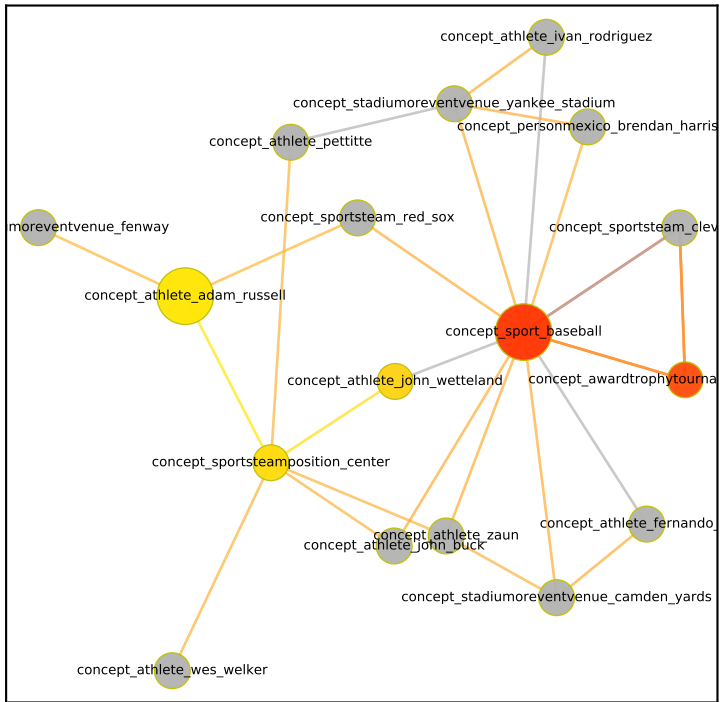 concept_athlete_ivan_rodriguez
concept_stadiumoreventvenue_yankee_stadium
concept_personmexico_brendan_harris
concept_athlete_pettitte
concept_sportsteam_red_sox
moreventvenue_fenway
concept_sportsteam_clev
concept_athlete_adam_russell
concept_sport_baseball
concept_athlete_john_wetteland
concept_awardtrophytourna
concept_sportsteamposition_center
concept_athlete_fernando_
concept_athlete_zaun
concept_athlete_john_buck
concept_stadiumoreventvenue_camden_yards
concept_athlete_wes_welker